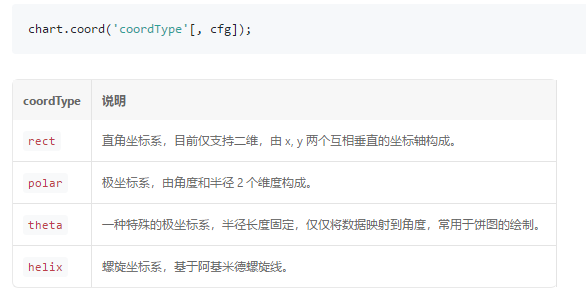 chart.coord('coordType'[, cfg]);
coordType 说明
rect 直角坐标系，目前仅支持二维，由 x, y 两个互相垂直的坐标轴构成。
polar 极坐标系，由角度和半径 2 个维度构成。
theta 一种特殊的极坐标系，半径长度固定，仅仅将数据映射到角度，常用于饼图的绘制。
helix 螺旋坐标系，基于阿基米德螺旋线。